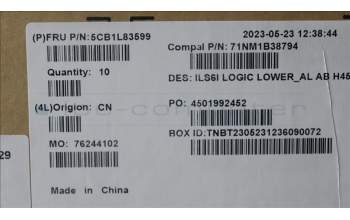 2023-05-23 12:38:44
(P)FRU P/N:5CB1L83599
Compal P/N: 71NM1B38794
Quantity: 10
DES: ILS6I LOGIC LOWER_AL AB H45
(4L)Origion: CN
PO: 4501992452
BOX ID:TNBT2305231236090072
MO: 76244102
29
Made in China